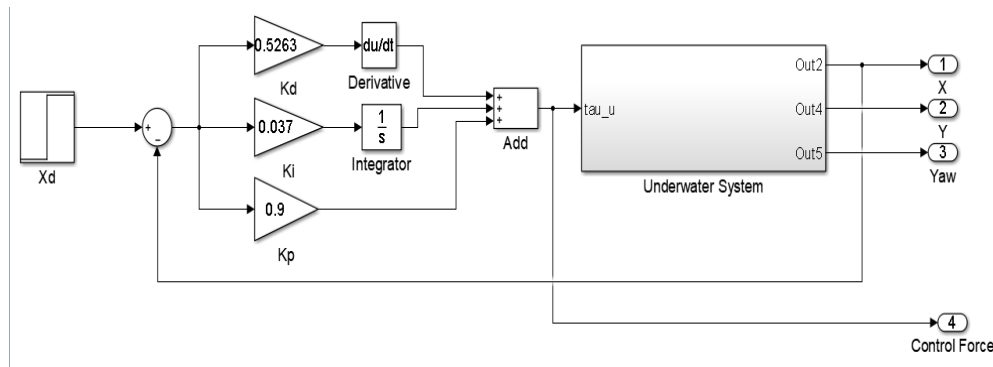 Xd
+
−
0.5263
Kd
du/dt
Derivative
0.037
Ki
1
s
Integrator
0.9
Kp
+
+
+
Add
tau_u
Out2
Out4
Out5
Underwater System
1
X
2
Y
3
Yaw
4
Control Force